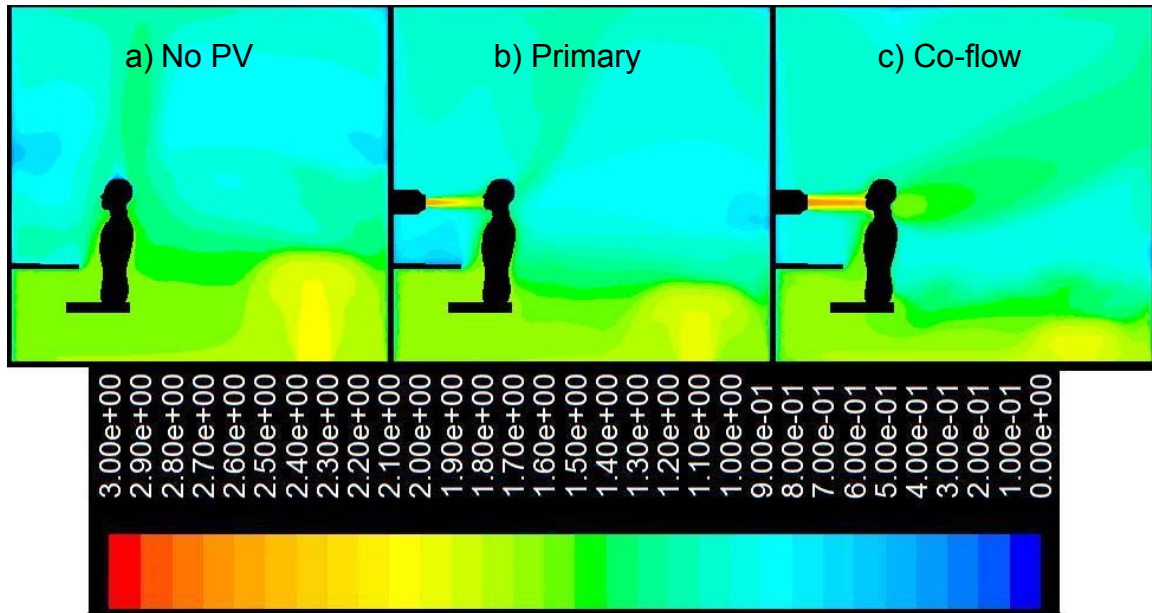 a) No PV
b) Primary
c) Co-flow
3.00e+00
2.90e+00
2.80e+00
2.70e+00
2.60e+00
2.50e+00
2.40e+00
2.30e+00
2.20e+00
2.10e+00
2.00e+00
1.90e+00
1.80e+00
1.70e+00
1.60e+00
1.50e+00
1.40e+00
1.30e+00
1.20e+00
1.10e+00
1.00e+00
9.00e-01
8.00e-01
7.00e-01
6.00e-01
5.00e-01
4.00e-01
3.00e-01
2.00e-01
1.00e-01
0.00e+00